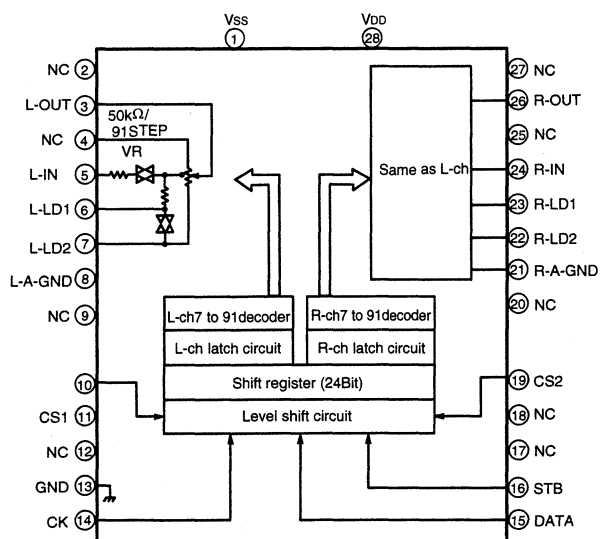 VSS
1
VDD
28
NC 2
L-OUT 3
50kΩ/
91STEP
VR
NC 4
L-IN 5
L-LD1 6
L-LD2 7
L-A-GND 8
NC 9
10
CS1 11
NC 12
GND 13
CK 14
27 NC
26 R-OUT
25 NC
24 R-IN
23 R-LD1
22 R-LD2
21 R-A-GND
20 NC
19 CS2
18 NC
17 NC
16 STB
15 DATA
Same as L-ch
L-ch7 to 91decoder
R-ch7 to 91decoder
L-ch latch circuit
R-ch latch circuit
Shift register (24Bit)
Level shift circuit